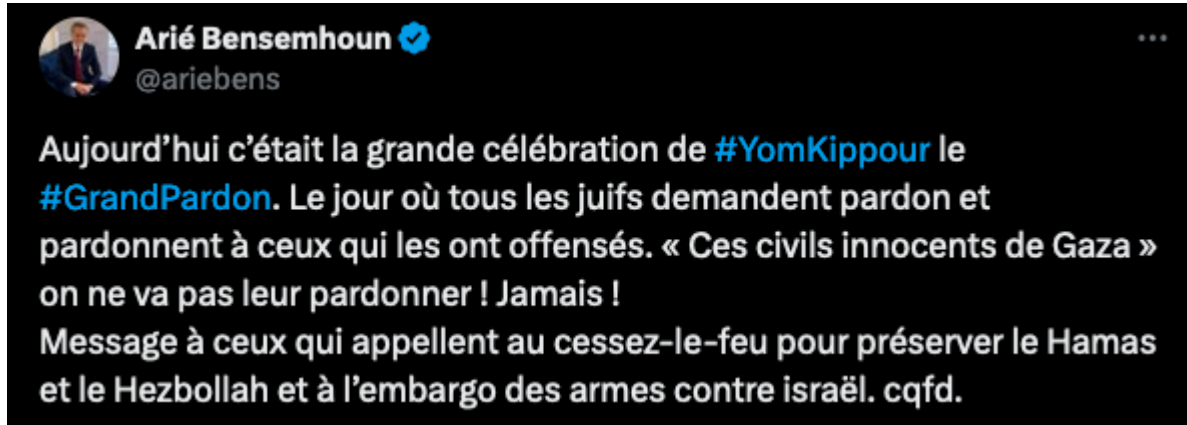 Arié Bensemhoun
@ariebens
Aujourd’hui c’était la grande célébration de #YomKippour le
#GrandPardon. Le jour où tous les juifs demandent pardon et
pardonnent à ceux qui les ont offensés. « Ces civils innocents de Gaza »
on ne va pas leur pardonner ! Jamais !
Message à ceux qui appellent au cessez-le-feu pour préserver le Hamas
et le Hezbollah et à l’embargo des armes contre israël. cqfd.